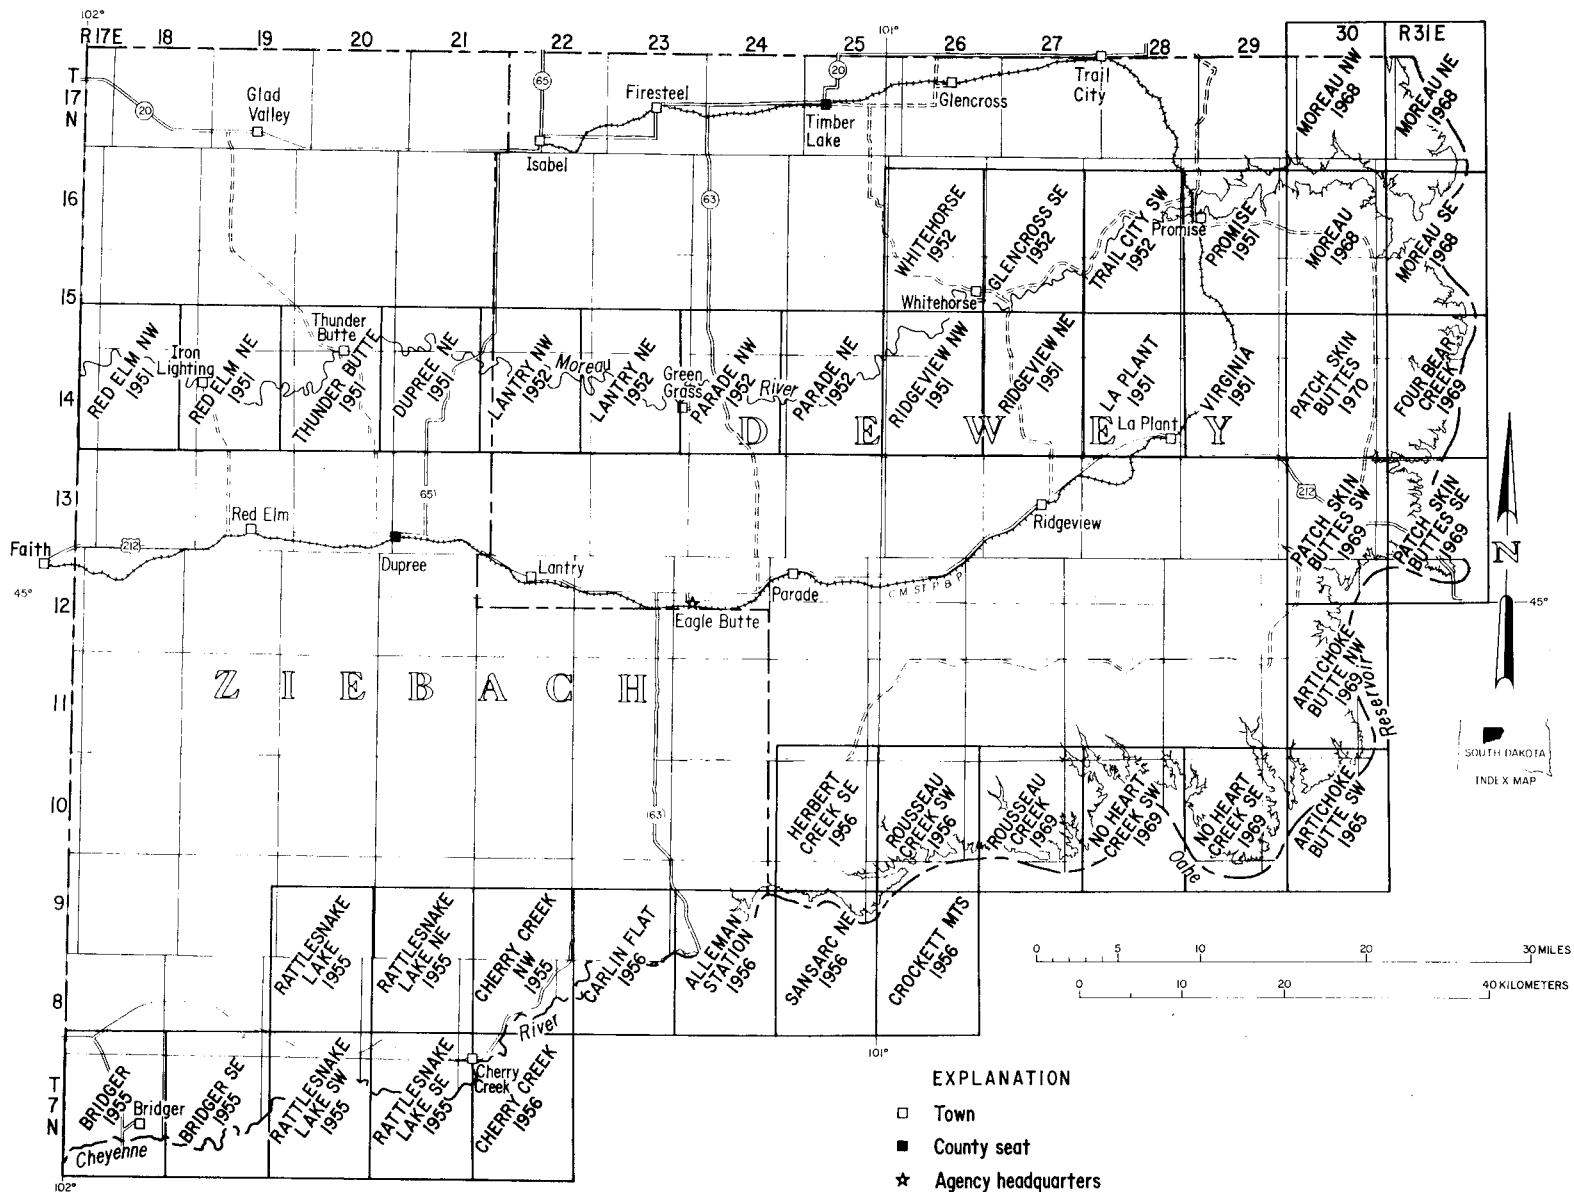 102°
R 17E 18 19 20 21 22 23 24 25 101° 26 27 28 29 30 R31E
T
17
N
16
15
14
13
12
11
10
9
8
T
7
N
20
Glad
Valley
65
Isabel
Firesteel
20
Timber
Lake
Glencross
Trail
City
63
MOREAU NW
1968
MOREAU NE
1968
WHITEHORSE
1952
GLENCROSS SE
1952
TRAIL CITY SW
1952
Promise
PROMISE
1951
MOREAU
1968
MOREAU SE
1968
Whitehorse
RED ELM NW
1951
Iron
Lighting
RED ELM NE
1951
Thunder
Butte
THUNDER BUTTE
1951
DUPREE NE
1951
LANTRY NW
1952
Moreau
LANTRY NE
1952
Green
Grass
PARADE NW
1952
River
PARADE NE
1952
RIDGEVIEW NW
1951
RIDGEVIEW NE
1951
LA PLANT
1951
La Plant
VIRGINIA
1951
PATCH SKIN
BUTTES
1970
FOUR BEAR
CREEK
1969
D E W E Y
65
Red Elm
Faith
212
Dupree
Lantry
Eagle Butte
Parade
C M ST P & P
Ridgeview
212
PATCH SKIN
BUTTES SW
1969
PATCH SKIN
BUTTES SE
1969
45°
45°
N
Z I E B A C H
ARTICHOKE
BUTTE NW
1969
Reservoir
SOUTH DAKOTA
INDEX MAP
63
HERBERT
CREEK SE
1956
ROUSSEAU
CREEK SW
1956
ROUSSEAU
CREEK
1969
NO HEART
CREEK SW
1969
Oahe
NO HEART
CREEK SE
1969
ARTICHOKE
BUTTE SW
1965
RATTLESNAKE
LAKE
1955
RATTLESNAKE
LAKE NE
1955
CHERRY CREEK
NW
1955
CARLIN FLAT
1956
ALLEMAN
STATION
1956
SANSARC NE
1956
CROCKETT MTS
1956
0 5 10 20 30 MILES
0 10 20 40 KILOMETERS
River
101°
BRIDGER
1955
Bridger
BRIDGER SE
1955
RATTLESNAKE
LAKE SW
1955
RATTLESNAKE
LAKE SE
1955
Cherry
Creek
CHERRY CREEK
1956
Cheyenne
102°
EXPLANATION
Town
County seat
Agency headquarters